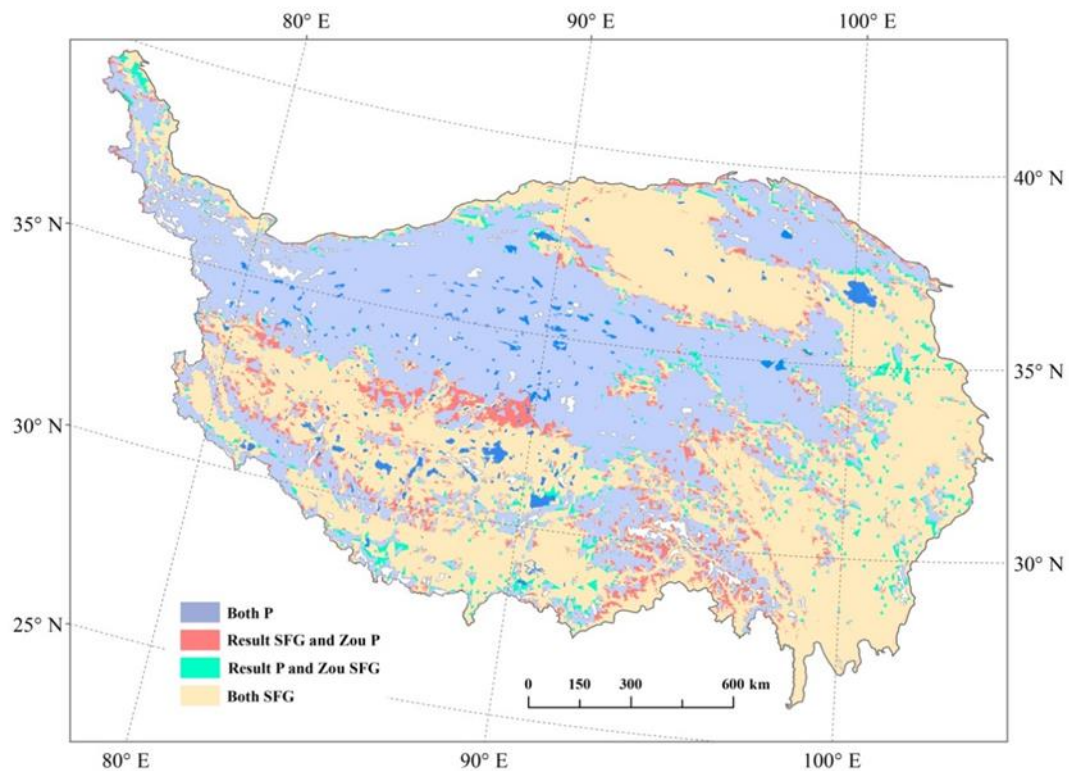 80° E 90° E 100° E
40° N
35° N
35° N
30° N
30° N
25° N
Both P
Result SFG and Zou P
Result P and Zou SFG
Both SFG
0 150 300 600 km
80° E 90° E 100° E